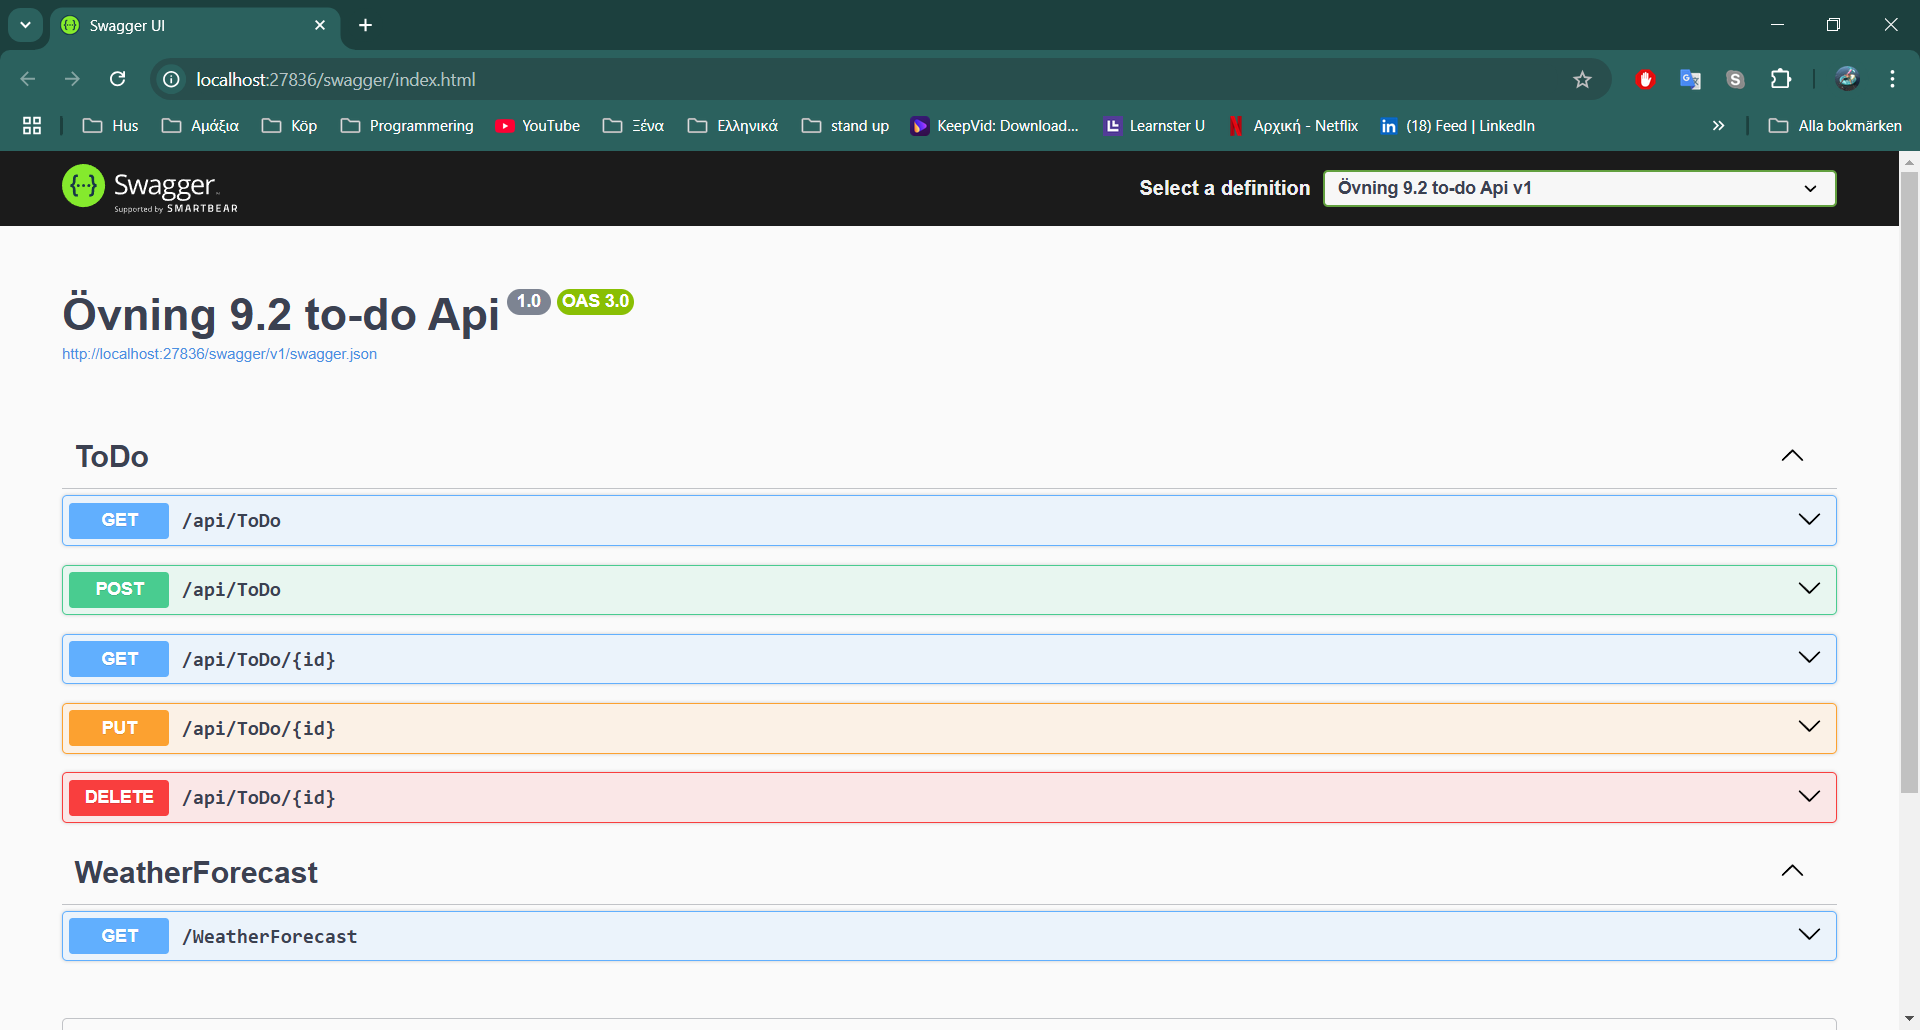 Swagger UI
localhost:27836/swagger/index.html
Hus Αμάξια Köp Programmering YouTube Ξένα Ελληνικά stand up KeepVid: Download... Learnster U Αρχική - Netflix (18) Feed | LinkedIn Alla bokmärken
Swagger
Supported by SMARTBEAR
Select a definition Övning 9.2 to-do Api v1
Övning 9.2 to-do Api 1.0 OAS 3.0
http://localhost:27836/swagger/v1/swagger.json
ToDo
GET /api/ToDo
POST /api/ToDo
GET /api/ToDo/{id}
PUT /api/ToDo/{id}
DELETE /api/ToDo/{id}
WeatherForecast
GET /WeatherForecast